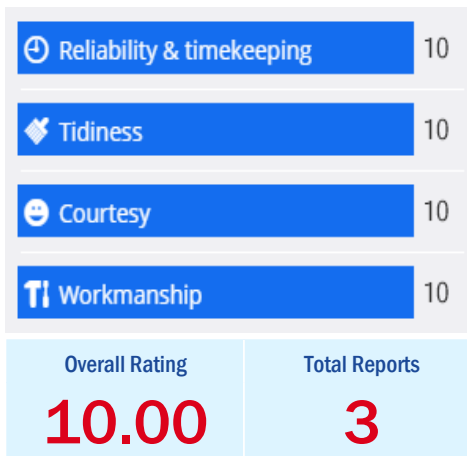 Reliability & timekeeping 10
Tidiness 10
Courtesy 10
Workmanship 10
Overall Rating Total Reports
10.00 3